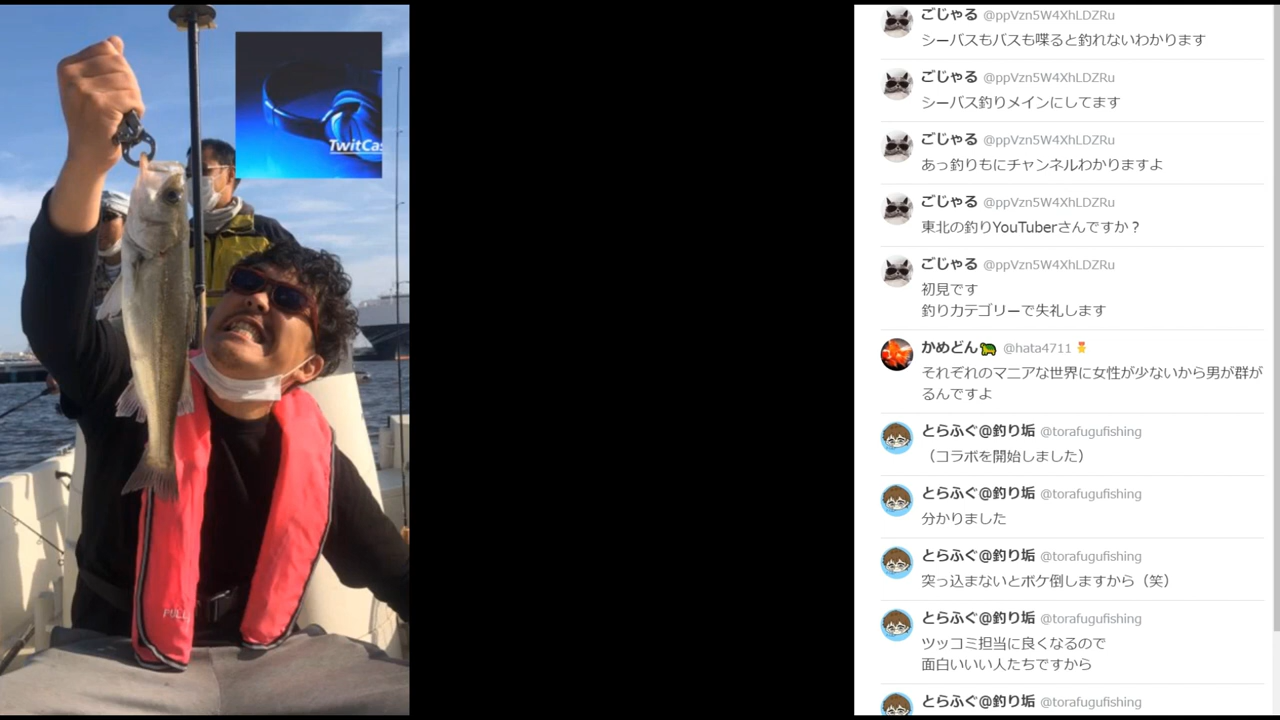 TwitCas
PULL
ごじゃる @ppVzn5W4XhLDZRu
シーバスもバスも喋ると釣れないわかります
ごじゃる @ppVzn5W4XhLDZRu
シーバス釣りメインにしてます
ごじゃる @ppVzn5W4XhLDZRu
あっ釣りもにチャンネルわかりますよ
ごじゃる @ppVzn5W4XhLDZRu
東北の釣りYouTuberさんですか？
ごじゃる @ppVzn5W4XhLDZRu
初見です
釣りカテゴリーで失礼します
かめどん🐢 @hata4711
それぞれのマニアな世界に女性が少ないから男が群が
るんですよ
とらふぐ@釣り垢 @torafugufishing
（コラボを開始しました）
とらふぐ@釣り垢 @torafugufishing
分かりました
とらふぐ@釣り垢 @torafugufishing
突っ込まないとボケ倒しますから（笑）
とらふぐ@釣り垢 @torafugufishing
ツッコミ担当に良くなるので
面白いいい人たちですから
とらふぐ@釣り垢 @torafugufishing